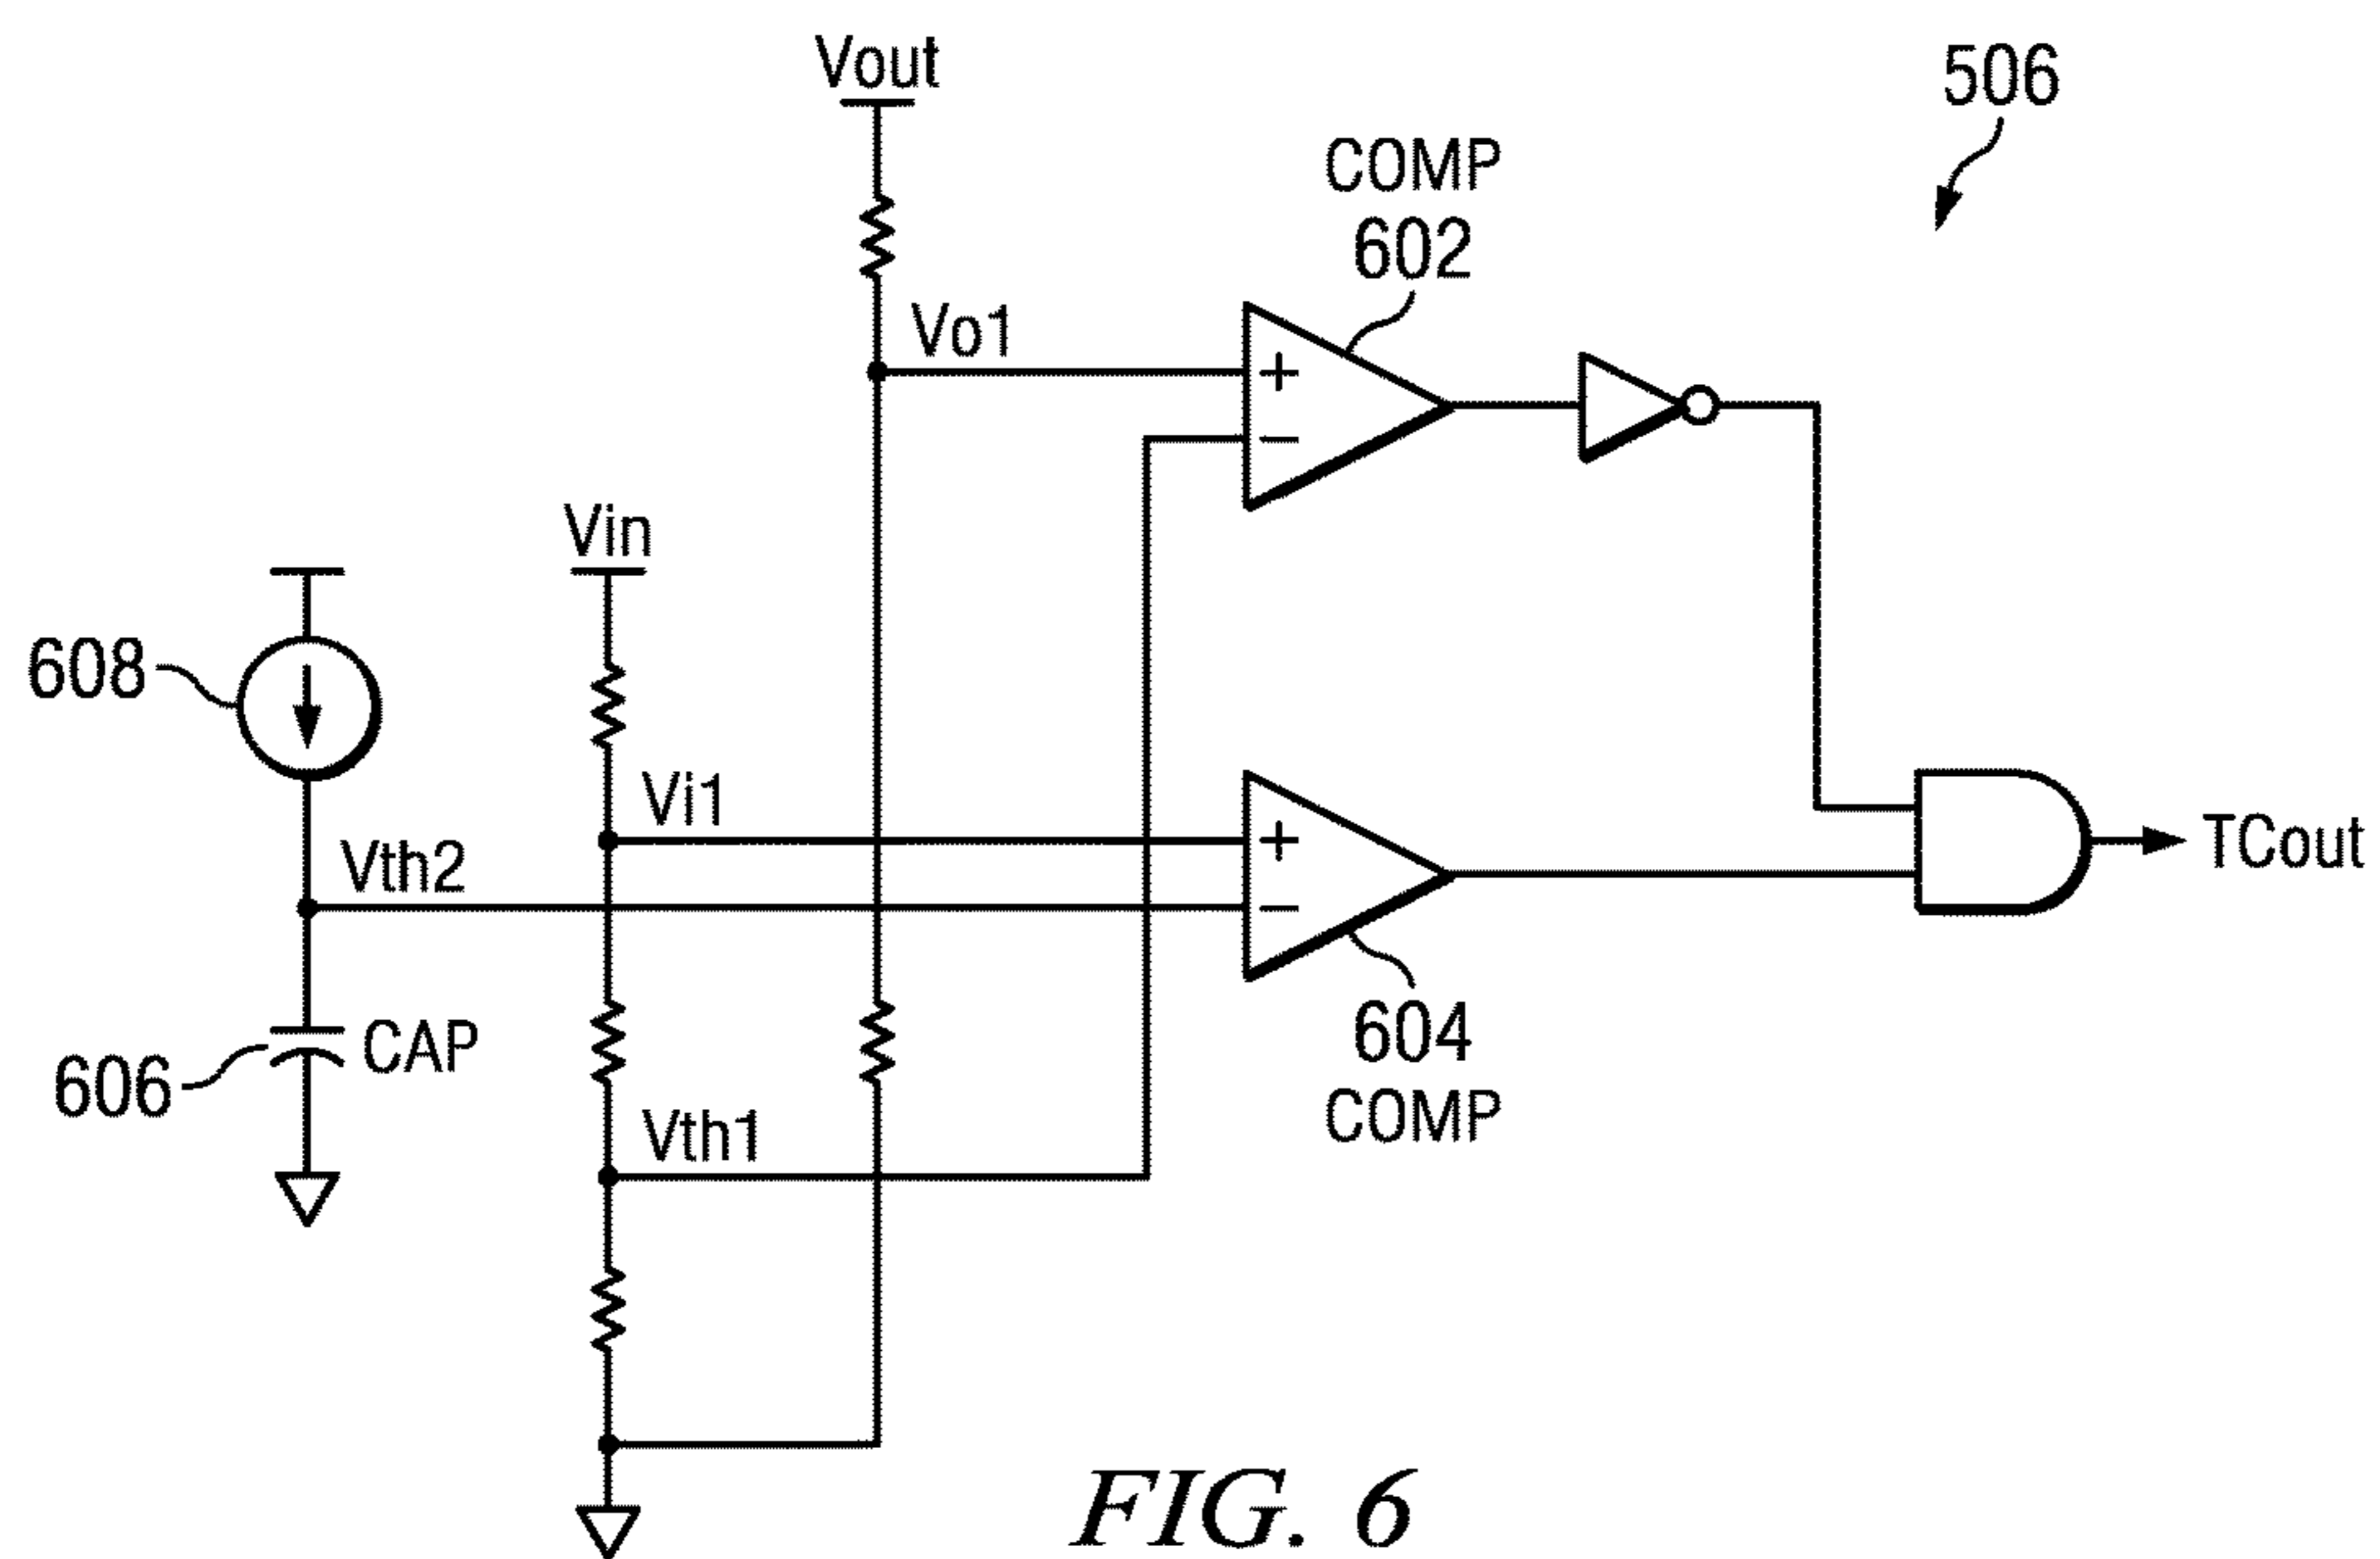 Vout
506
COMP
602
Vo1
+
−
Vin
608
Vi1
+
Vth2
−
TCout
604
COMP
CAP
606
Vth1
FIG. 6